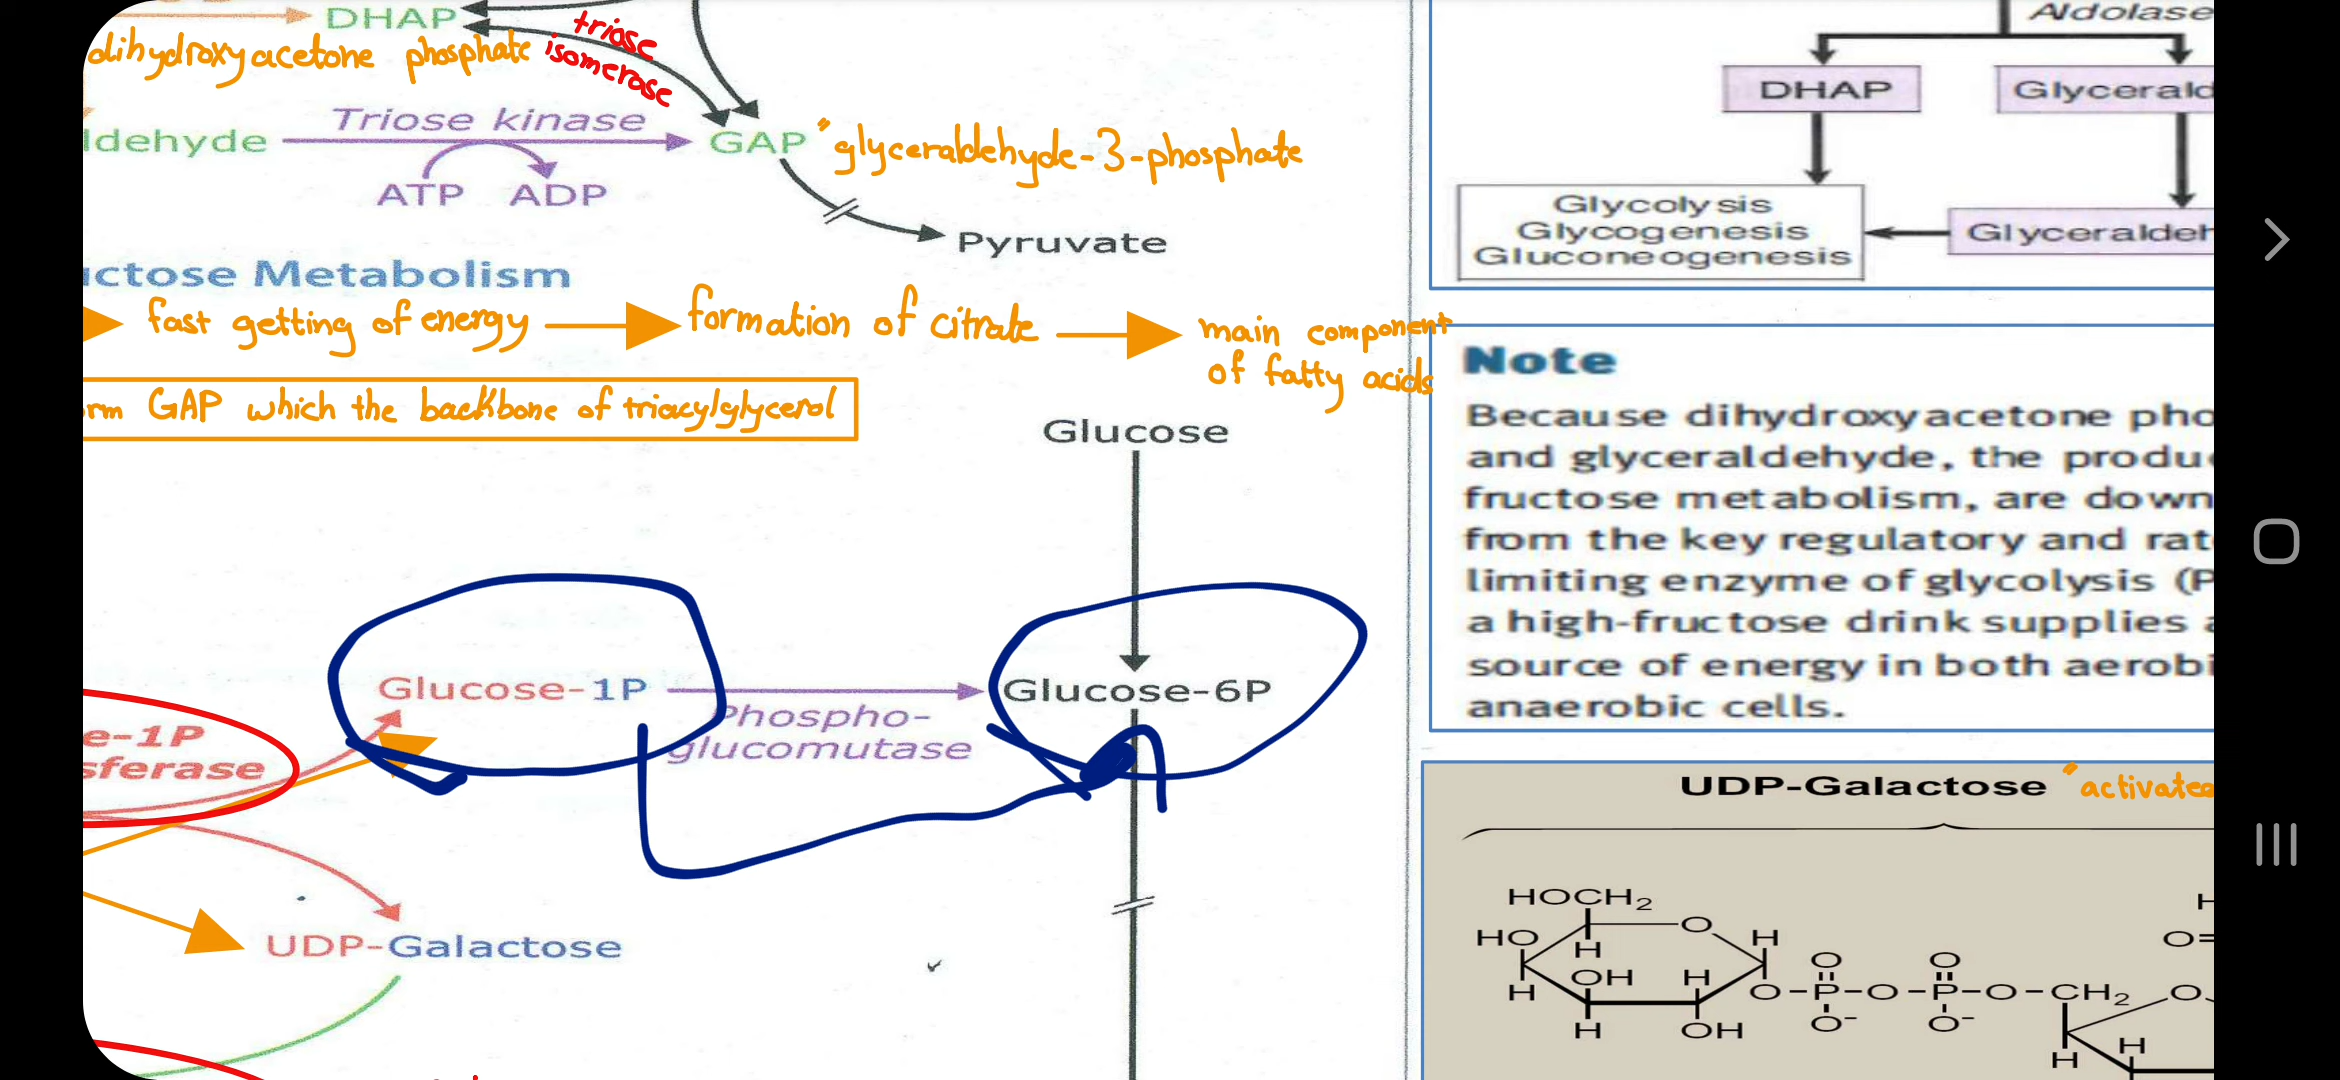 DHAP
dihydroxyacetone phosphate
triose
isomerase
ldehyde
Triose kinase
GAP "glyceraldehyde-3-phosphate
ATP ADP
Pyruvate
uctose Metabolism
fast getting of energy
formation of citrate
main component
of fatty acids
rm GAP which the backbone of triacylglycerol
Glucose
Glucose-1P
Phospho-
glucomutase
Glucose-6P
e-1P
sferase
UDP-Galactose
Aldolase
DHAP
Glycerald
Glycolysis
Glycogenesis
Gluconeogenesis
Glyceraldeh
Note
Because dihydroxyacetone pho
and glyceraldehyde, the produ
fructose metabolism, are down
from the key regulatory and rat
limiting enzyme of glycolysis (P
a high-fructose drink supplies a
source of energy in both aerobi
anaerobic cells.
UDP-Galactose "activated
HOCH₂
O
HO
H
H
OH
H
H
H
OH
O-P-O-P-O-CH₂
O
O
O⁻
O⁻
O
O=
H
H
H